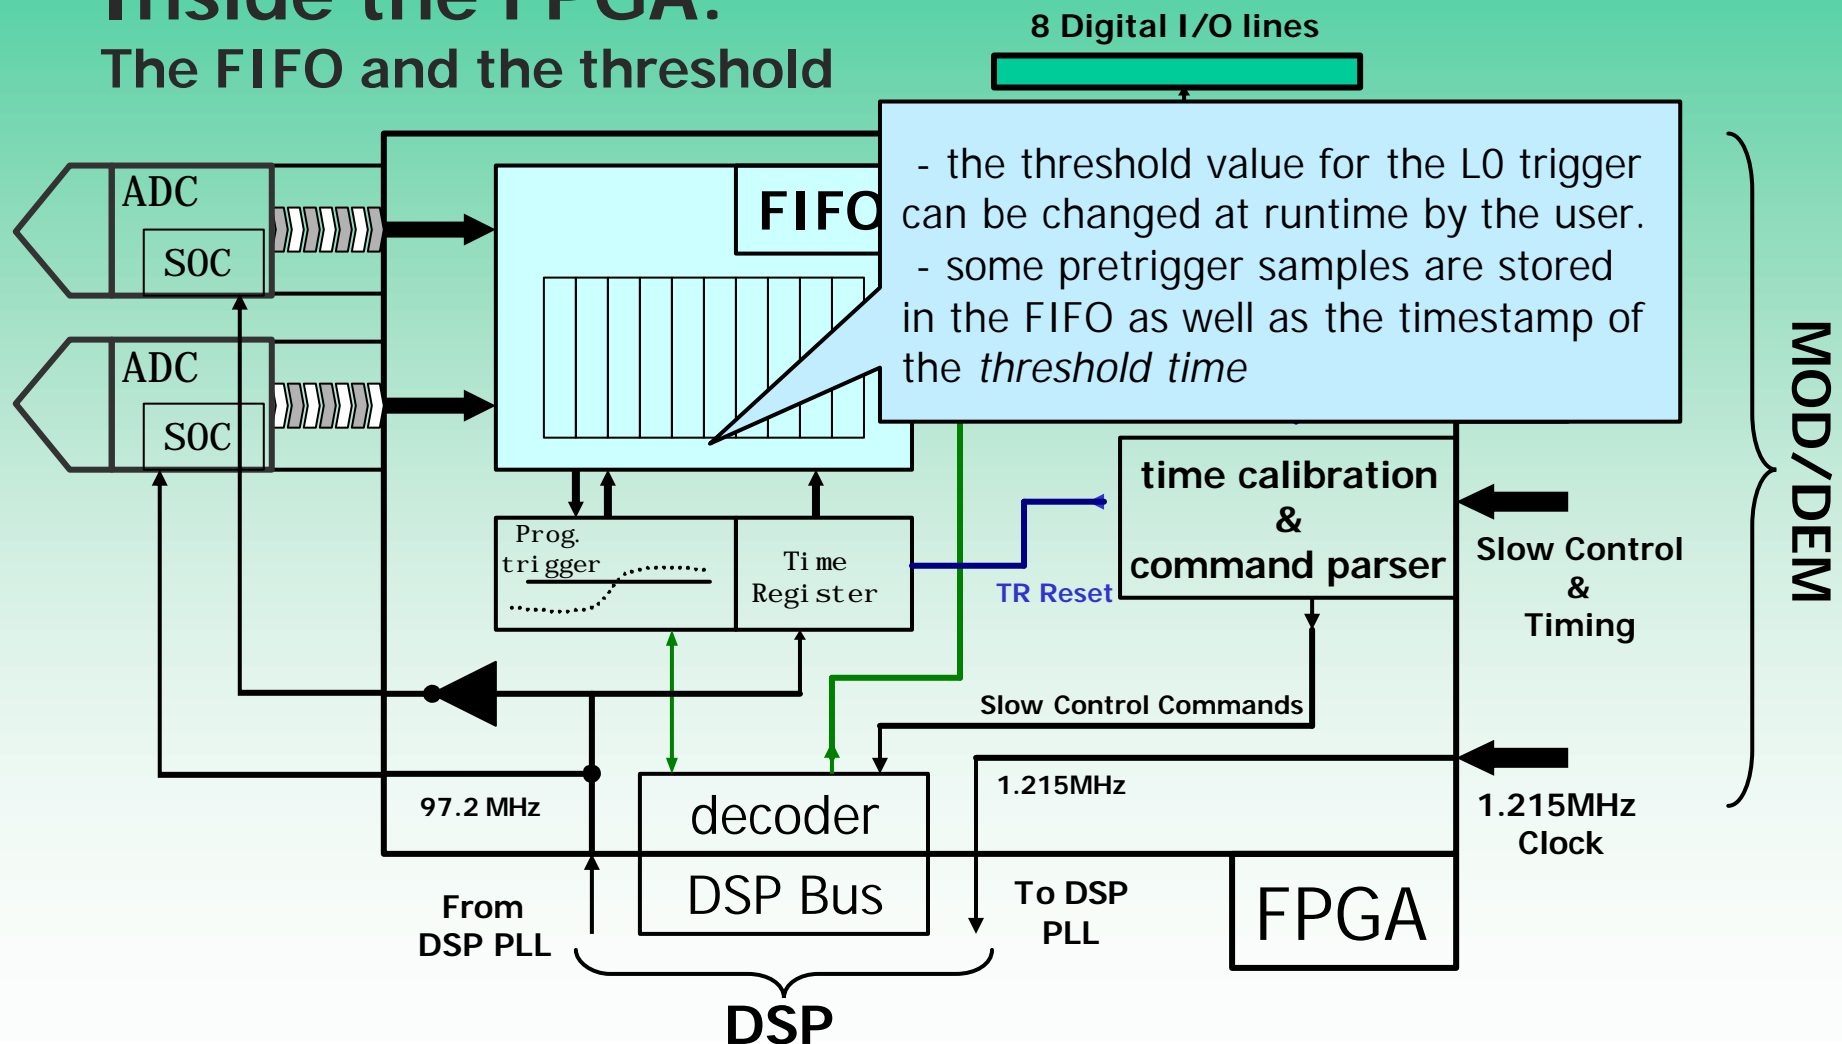 Inside the FPGA:
The FIFO and the threshold
8 Digital I/O lines
ADC
SOC
ADC
SOC
FIFO
- the threshold value for the L0 trigger
can be changed at runtime by the user.
- some pretrigger samples are stored
in the FIFO as well as the timestamp of
the threshold time
MOD/DEM
Prog.
trigger
Time
Register
TR Reset
time calibration
&
command parser
Slow Control
&
Timing
Slow Control Commands
97.2 MHz
decoder
DSP Bus
1.215MHz
1.215MHz
Clock
From
DSP PLL
To DSP
PLL
FPGA
DSP